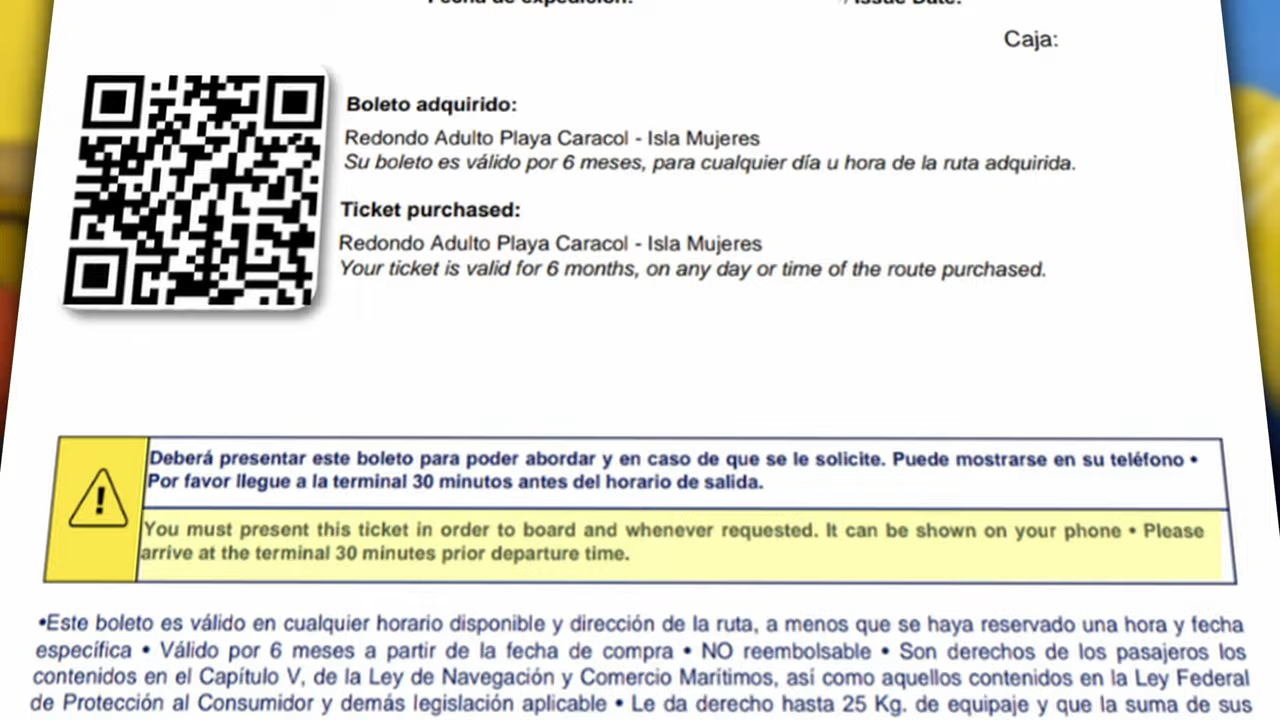 Fecha de expedición:
/Issue Date:
Caja:
Boleto adquirido:
Redondo Adulto Playa Caracol - Isla Mujeres
Su boleto es válido por 6 meses, para cualquier día u hora de la ruta adquirida.
Ticket purchased:
Redondo Adulto Playa Caracol - Isla Mujeres
Your ticket is valid for 6 months, on any day or time of the route purchased.
Deberá presentar este boleto para poder abordar y en caso de que se le solicite. Puede mostrarse en su teléfono •
Por favor llegue a la terminal 30 minutos antes del horario de salida.
You must present this ticket in order to board and whenever requested. It can be shown on your phone • Please
arrive at the terminal 30 minutes prior departure time.
•Este boleto es válido en cualquier horario disponible y dirección de la ruta, a menos que se haya reservado una hora y fecha
específica • Válido por 6 meses a partir de la fecha de compra • NO reembolsable • Son derechos de los pasajeros los
contenidos en el Capítulo V, de la Ley de Navegación y Comercio Marítimos, así como aquellos contenidos en la Ley Federal
de Protección al Consumidor y demás legislación aplicable • Le da derecho hasta 25 Kg. de equipaje y que la suma de sus